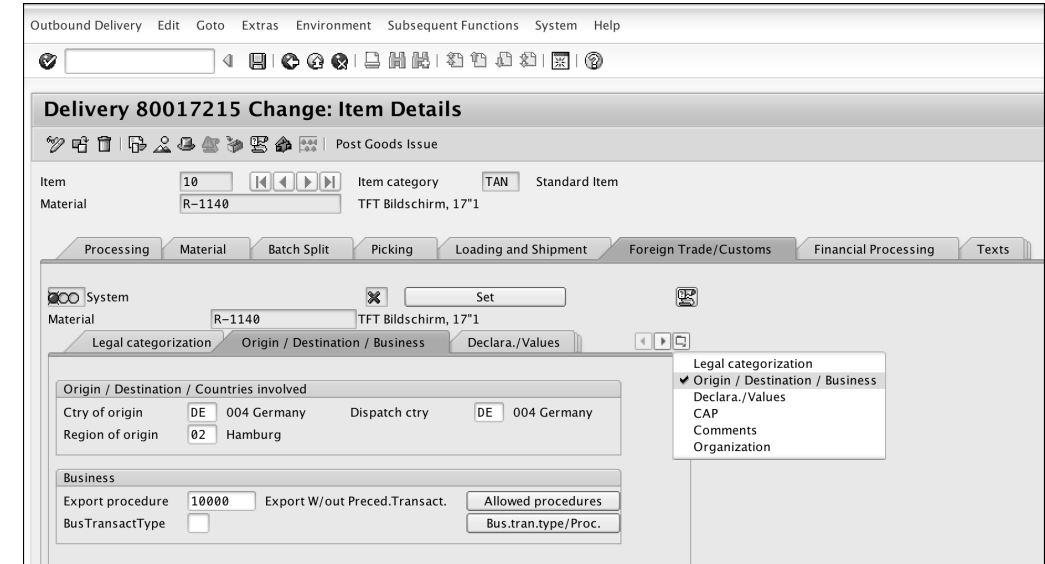 Outbound Delivery Edit Goto Extras Environment Subsequent Functions System Help
Delivery 80017215 Change: Item Details
Post Goods Issue
Item 10 Item category TAN Standard Item
Material R-1140 TFT Bildschirm, 17"1
Processing Material Batch Split Picking Loading and Shipment Foreign Trade/Customs Financial Processing Texts
System Set
Material R-1140 TFT Bildschirm, 17"1
Legal categorization Origin / Destination / Business Declara./Values
Legal categorization
Origin / Destination / Business
Declara./Values
CAP
Comments
Organization
Origin / Destination / Countries involved
Ctry of origin DE 004 Germany Dispatch ctry DE 004 Germany
Region of origin 02 Hamburg
Business
Export procedure 10000 Export W/out Preced.Transact. Allowed procedures
BusTransactType Bus.tran.type/Proc.